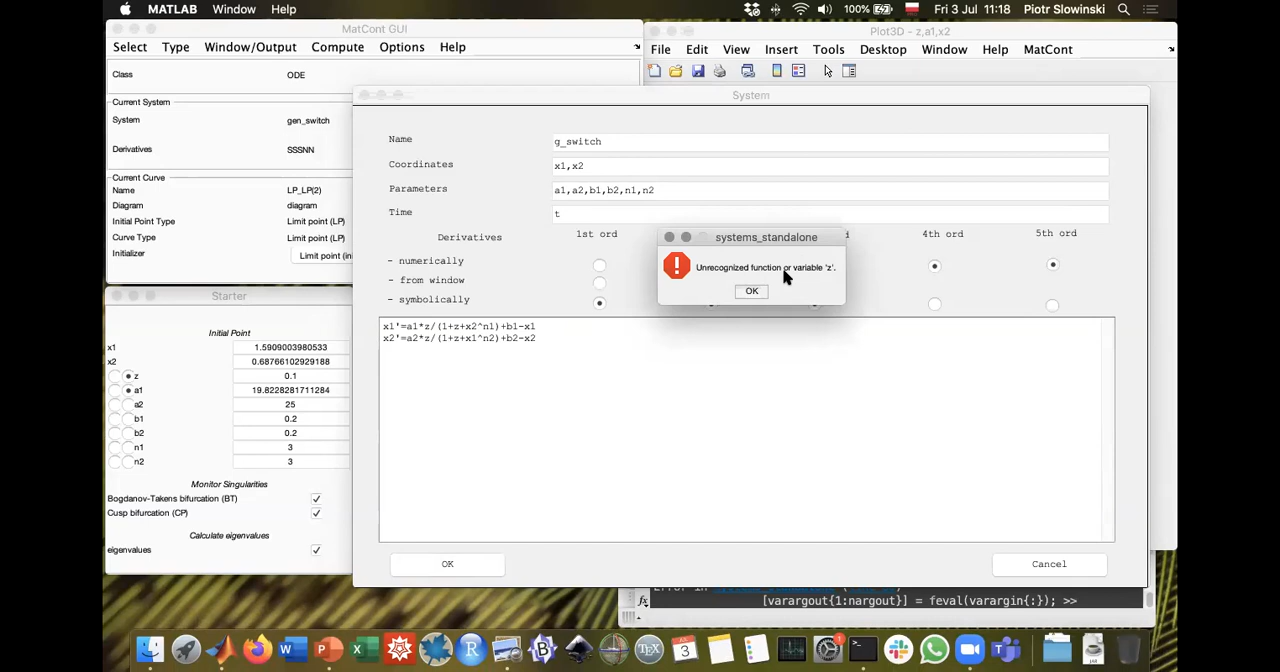 MATLAB Window Help 100% Fri 3 Jul 11:18 Piotr Slowinski
MatCont GUI
Select Type Window/Output Compute Options Help
Class ODE
Current System
System gen_switch
Derivatives SSSNN
Current Curve
Name LP_LP(2)
Diagram diagram
Initial Point Type Limit point (LP)
Curve Type Limit point (LP)
Initializer Limit point (in
Plot3D - z,a1,x2
File Edit View Insert Tools Desktop Window Help MatCont
Starter
Initial Point
x1 1.5909003980533
x2 0.68766102929188
z 0.1
a1 19.8228281711284
a2 25
b1 0.2
b2 0.2
n1 3
n2 3
Monitor Singularities
Bogdanov-Takens bifurcation (BT)
Cusp bifurcation (CP)
Calculate eigenvalues
eigenvalues
System
Name g_switch
Coordinates x1,x2
Parameters a1,a2,b1,b2,n1,n2
Time t
Derivatives 1st ord 4th ord 5th ord
- numerically
- from window
- symbolically
x1'=a1*z/(1+z+x2^n1)+b1-x1
x2'=a2*z/(1+z+x1^n2)+b2-x2
OK Cancel
systems_standalone
Unrecognized function or variable 'z'.
OK
fx [varargout{1:nargout}] = feval(varargin{:}); >>